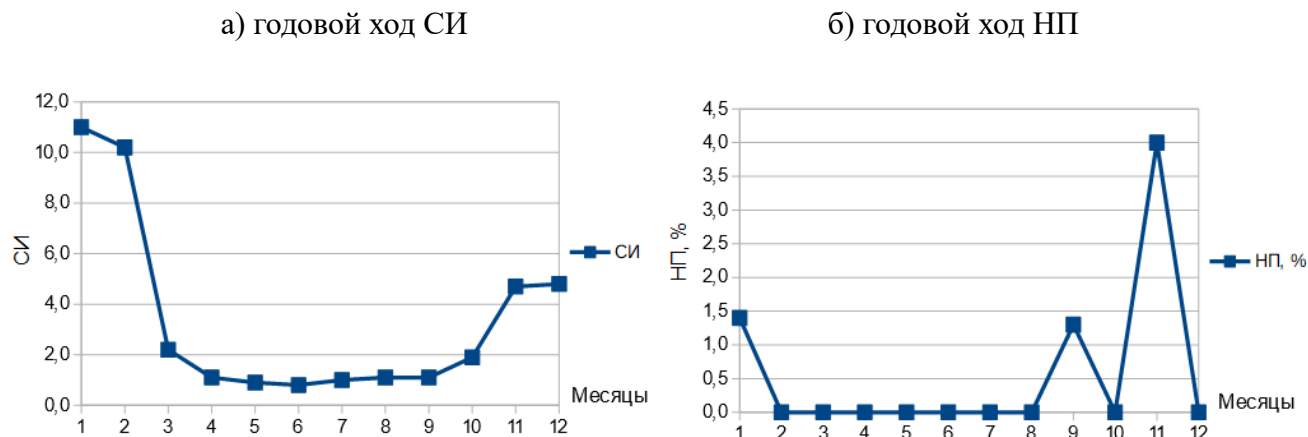 а) годовой ход СИ
б) годовой ход НП
12,0
10,0
8,0
6,0
4,0
2,0
0,0
СИ
СИ
Месяцы
1 2 3 4 5 6 7 8 9 10 11 12
4,5
4,0
3,5
3,0
2,5
2,0
1,5
1,0
0,5
0,0
НП, %
НП, %
Месяцы
1 2 3 4 5 6 7 8 9 10 11 12